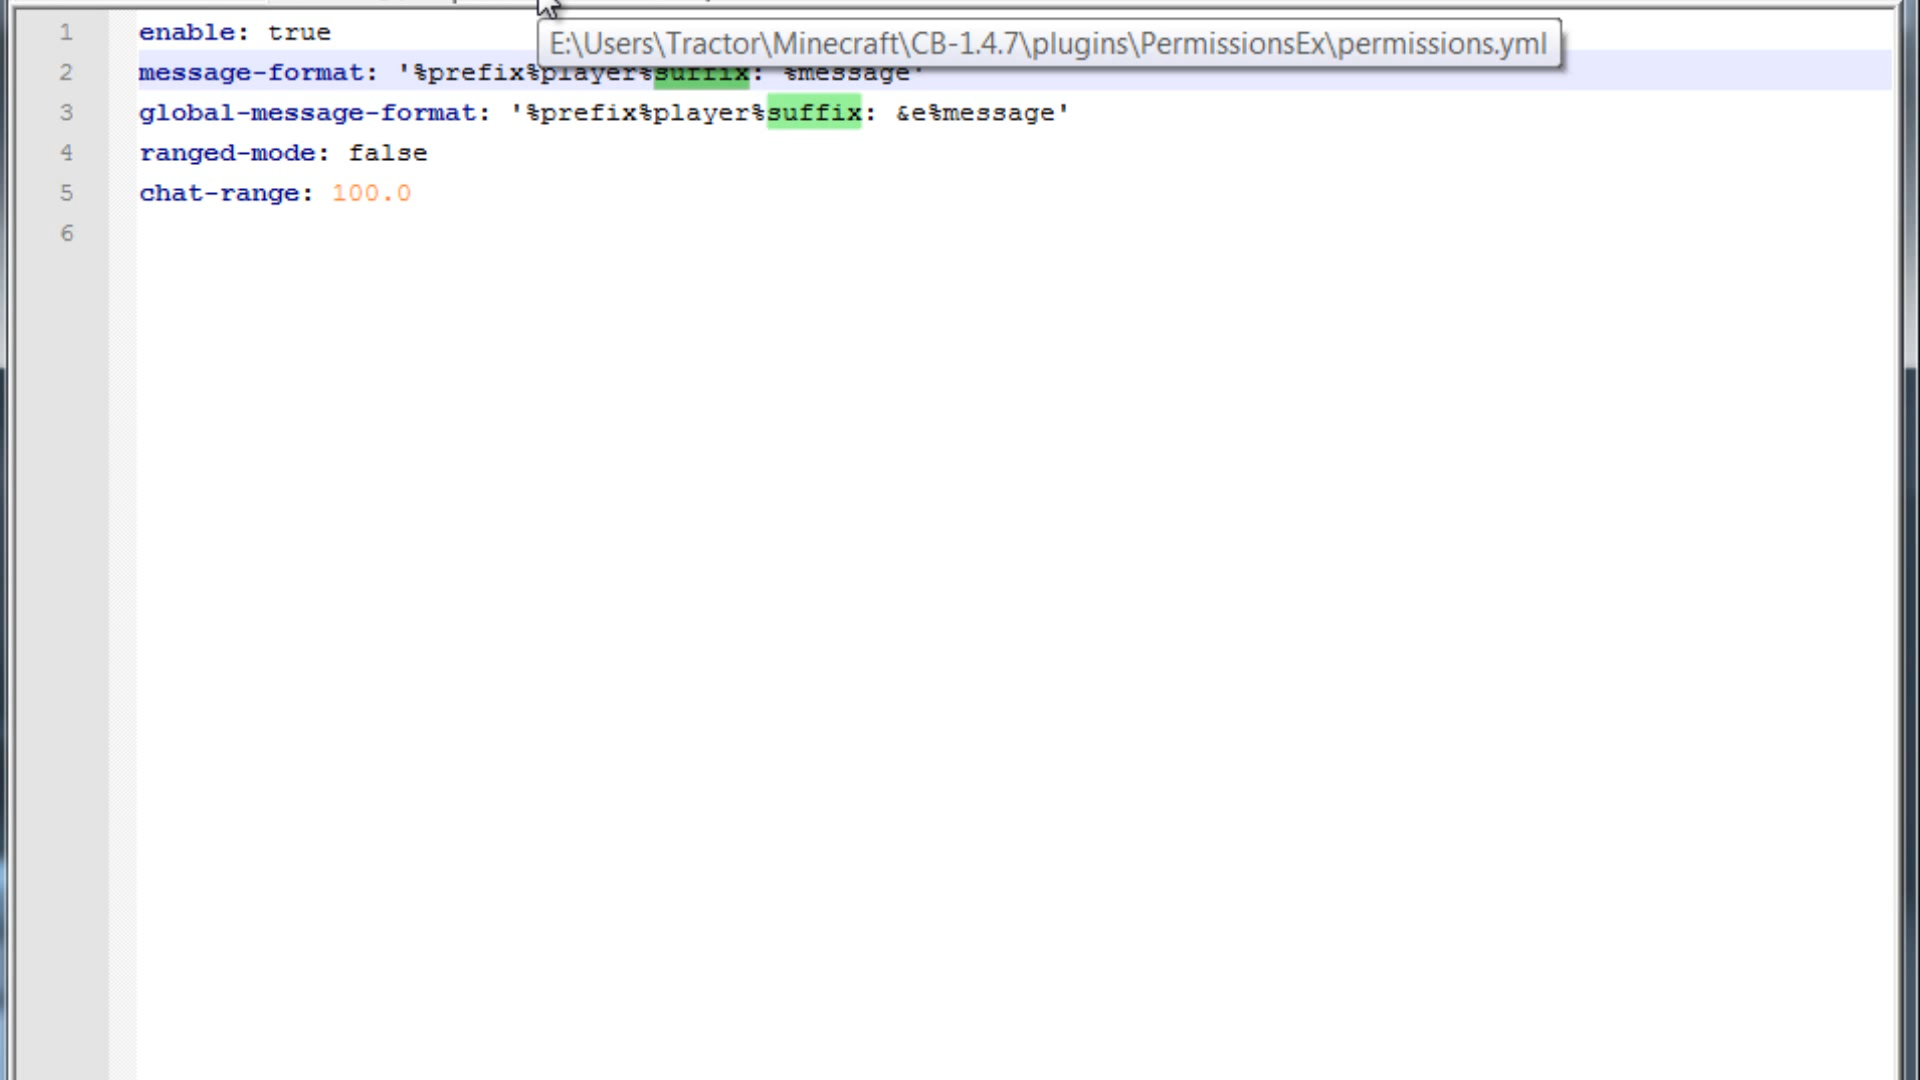 1 enable: true
E:\Users\Tractor\Minecraft\CB-1.4.7\plugins\PermissionsEx\permissions.yml
2 message-format: '%prefix%player%suffix: %message'
3 global-message-format: '%prefix%player%suffix: &e%message'
4 ranged-mode: false
5 chat-range: 100.0
6